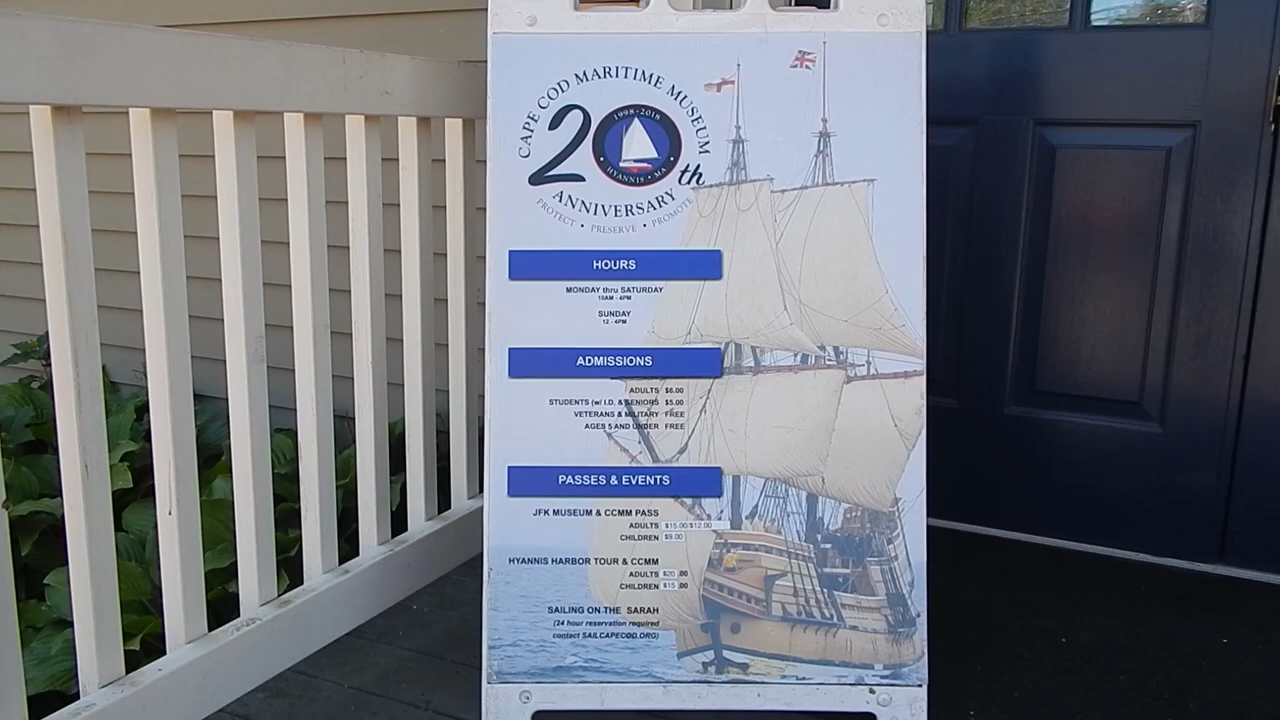 CAPE COD MARITIME MUSEUM
20th
1998-2018
HYANNIS • MA
ANNIVERSARY
PROTECT • PRESERVE • PROMOTE
HOURS
MONDAY thru SATURDAY
10AM - 4PM
SUNDAY
12 - 4PM
ADMISSIONS
ADULTS $6.00
STUDENTS (w/ I.D. & SENIORS $5.00
VETERANS & MILITARY FREE
AGES 5 AND UNDER FREE
PASSES & EVENTS
JFK MUSEUM & CCMM PASS
ADULTS $15.00/$12.00
CHILDREN $9.00
HYANNIS HARBOR TOUR & CCMM
ADULTS $20.00
CHILDREN $15.00
SAILING ON THE SARAH
(24 hour reservation required
contact SAILCAPECOD.ORG)